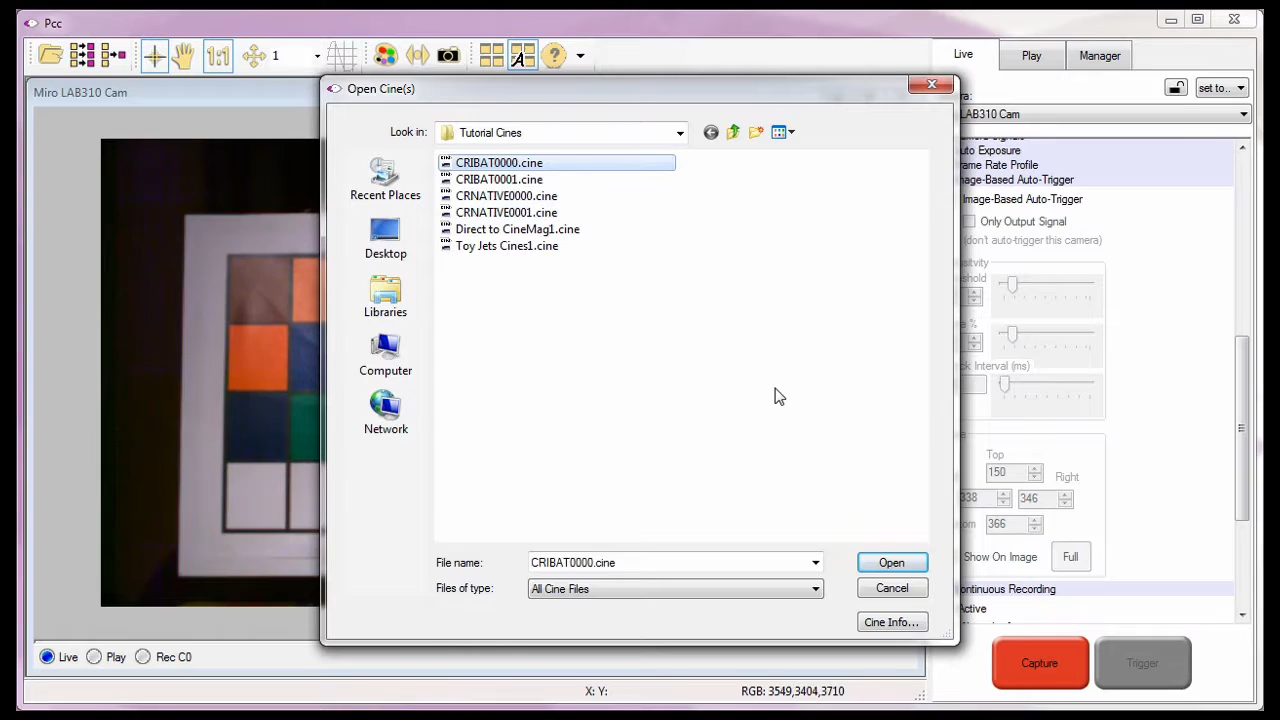 Pcc
1:1
1
A
?
Live
Play
Manager
Miro LAB310 Cam
set to..
LAB310 Cam
Open Cine(s)
Look in:
Tutorial Cines
CRIBAT0000.cine
CRIBAT0001.cine
CRNATIVE0000.cine
CRNATIVE0001.cine
Direct to CineMag1.cine
Toy Jets Cines1.cine
Recent Places
Desktop
Libraries
Computer
Network
File name:
CRIBAT0000.cine
Open
Files of type:
All Cine Files
Cancel
Cine Info...
uto Exposure
rame Rate Profile
mage-Based Auto-Trigger
Image-Based Auto-Trigger
Only Output Signal
(don't auto-trigger this camera)
Top
150
Right
338
346
366
Show On Image
Full
ontinuous Recording
Active
Capture
Trigger
Live
Play
Rec C0
X: Y:
RGB: 3549,3404,3710